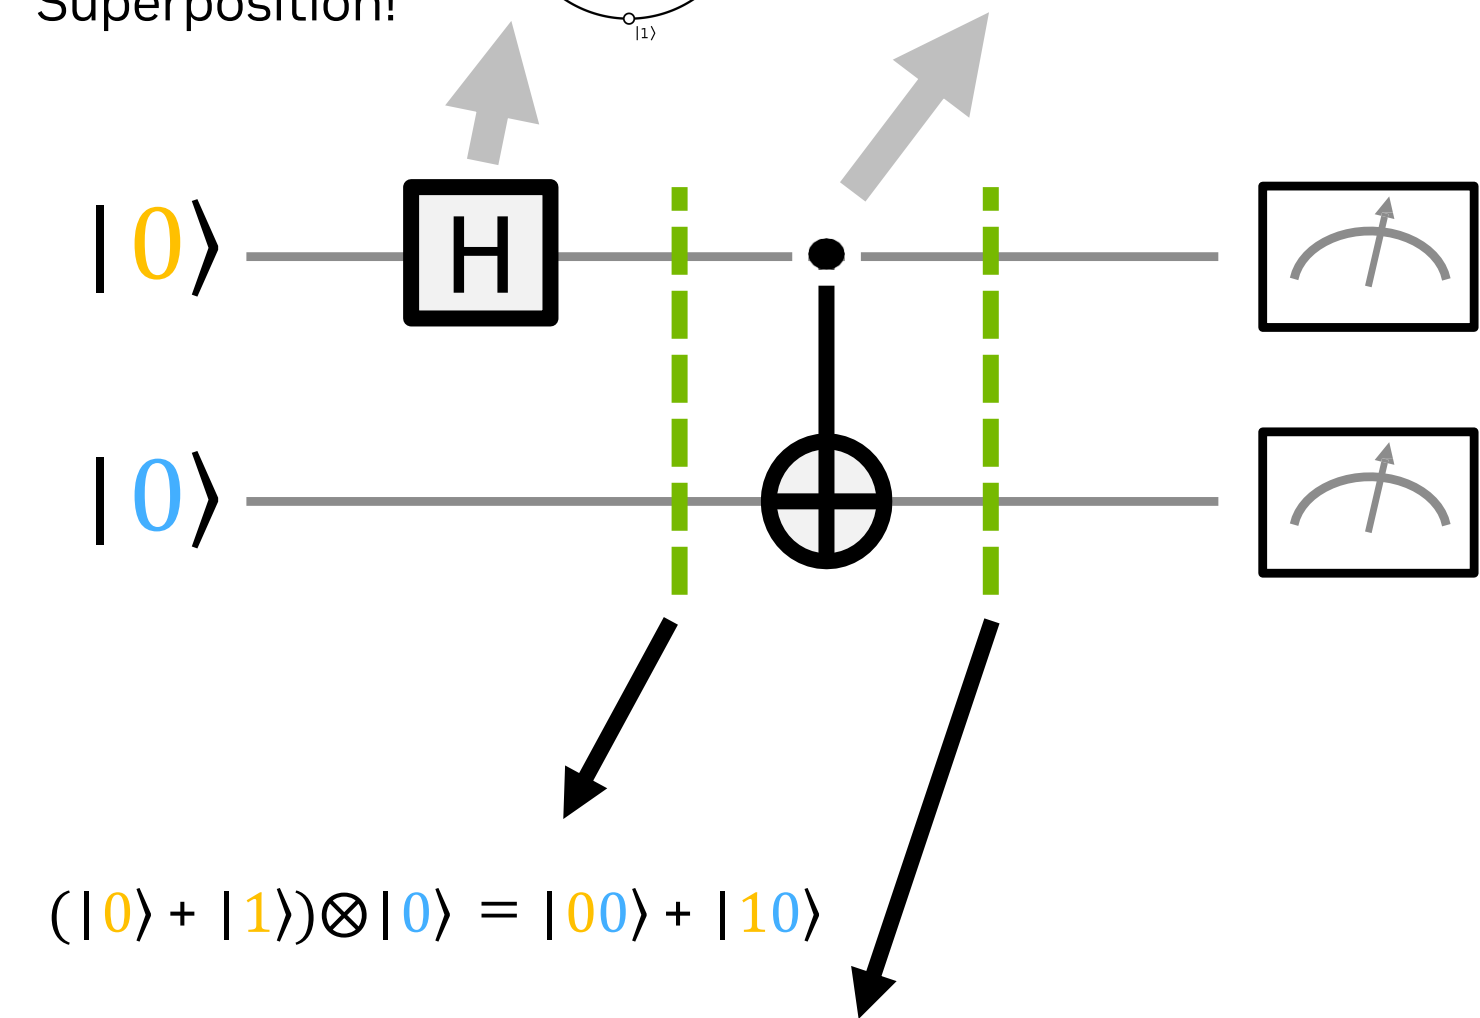 Superposition!
|1⟩
|0⟩
H
|0⟩
(|0⟩ + |1⟩)⊗|0⟩ = |00⟩ + |10⟩